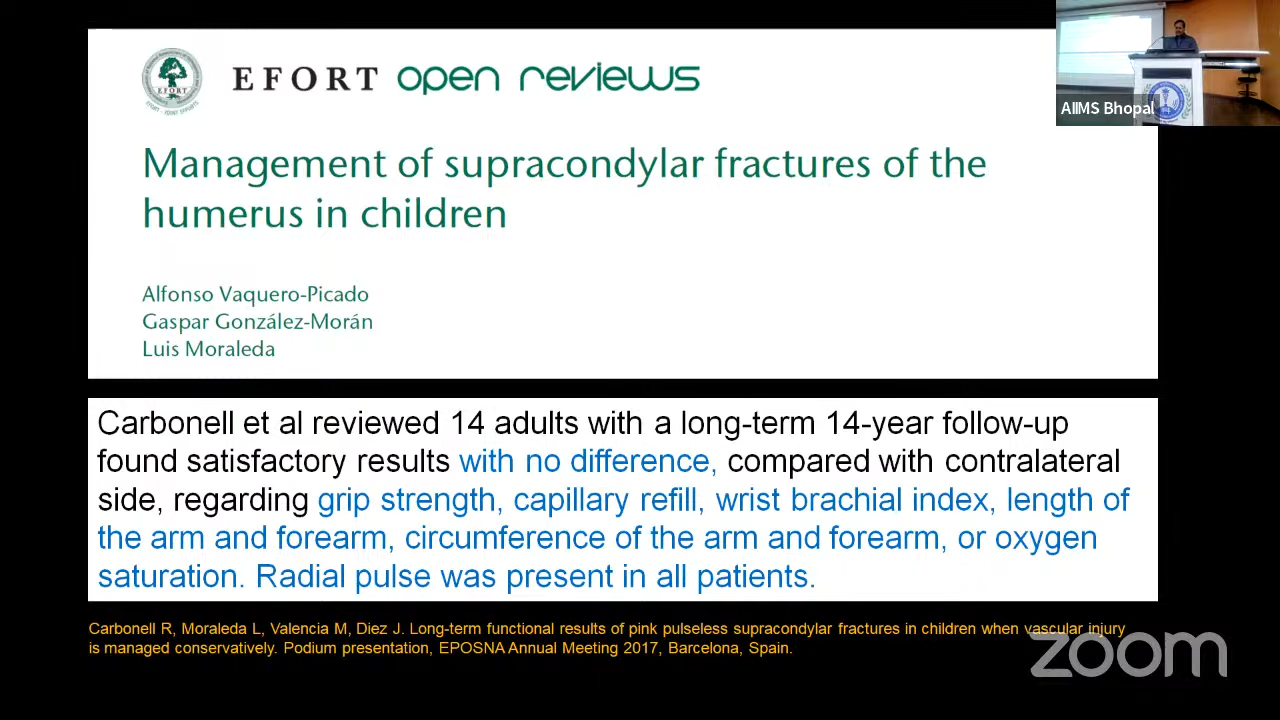 EFORT open reviews
EFORT
EFORT · JOINT EFFORTS
Management of supracondylar fractures of the
humerus in children
Alfonso Vaquero-Picado
Gaspar González-Morán
Luis Moraleda
AIIMS Bhopal
Carbonell et al reviewed 14 adults with a long-term 14-year follow-up
found satisfactory results with no difference, compared with contralateral
side, regarding grip strength, capillary refill, wrist brachial index, length of
the arm and forearm, circumference of the arm and forearm, or oxygen
saturation. Radial pulse was present in all patients.
Carbonell R, Moraleda L, Valencia M, Diez J. Long-term functional results of pink pulseless supracondylar fractures in children when vascular injury
is managed conservatively. Podium presentation, EPOSNA Annual Meeting 2017, Barcelona, Spain.
zoom